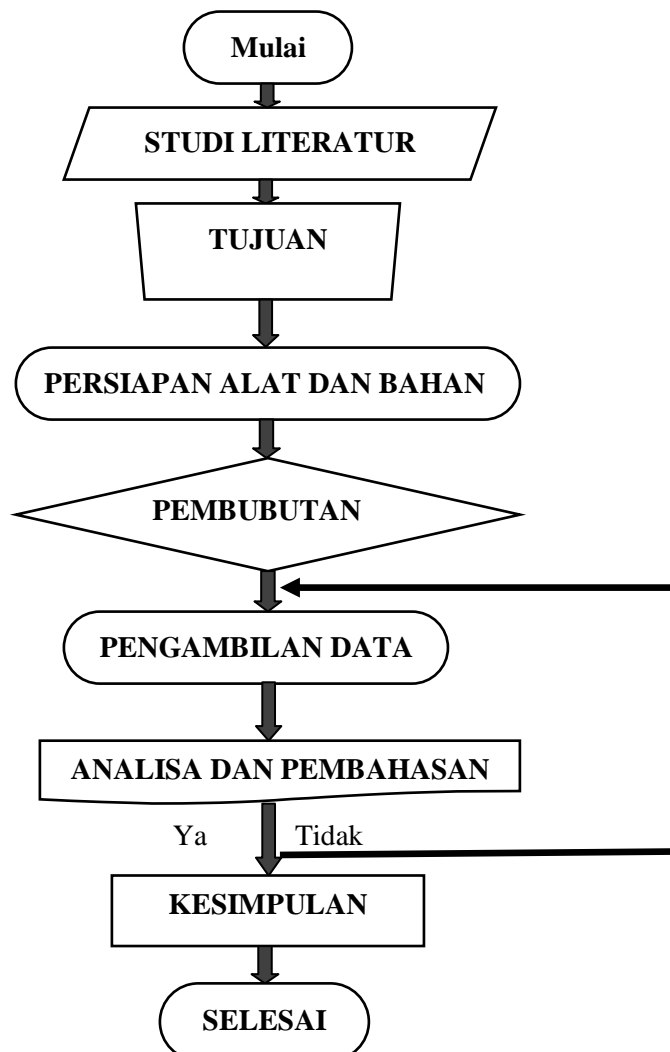 Mulai
STUDI LITERATUR
TUJUAN
PERSIAPAN ALAT DAN BAHAN
PEMBUBUTAN
PENGAMBILAN DATA
ANALISA DAN PEMBAHASAN
Ya Tidak
KESIMPULAN
SELESAI